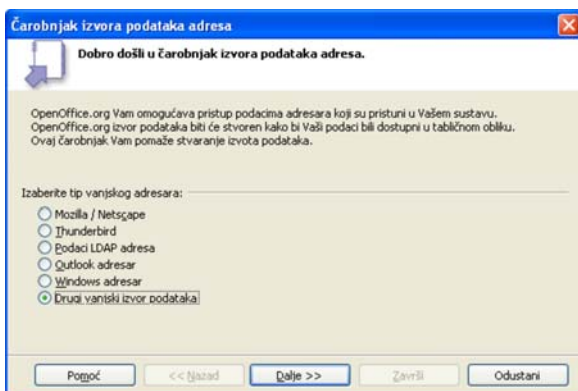 Čarobnjak izvora podataka adresa
Dobro došli u čarobnjak izvora podataka adresa.
OpenOffice.org Vam omogućava pristup podacima adresara koji su pristuni u Vašem sustavu.
OpenOffice.org izvor podataka biti će stvoren kako bi Vaši podaci bili dostupni u tabličnom obliku.
Ovaj čarobnjak Vam pomaže stvaranje izvota podataka.
Izaberite tip vanjskog adresara:
Mozilla / Netscape
Thunderbird
Podaci LDAP adresa
Outlook adresar
Windows adresar
Drugi vanjski izvor podataka
Pomoć << Nazad Dalje >> Završi Odustani